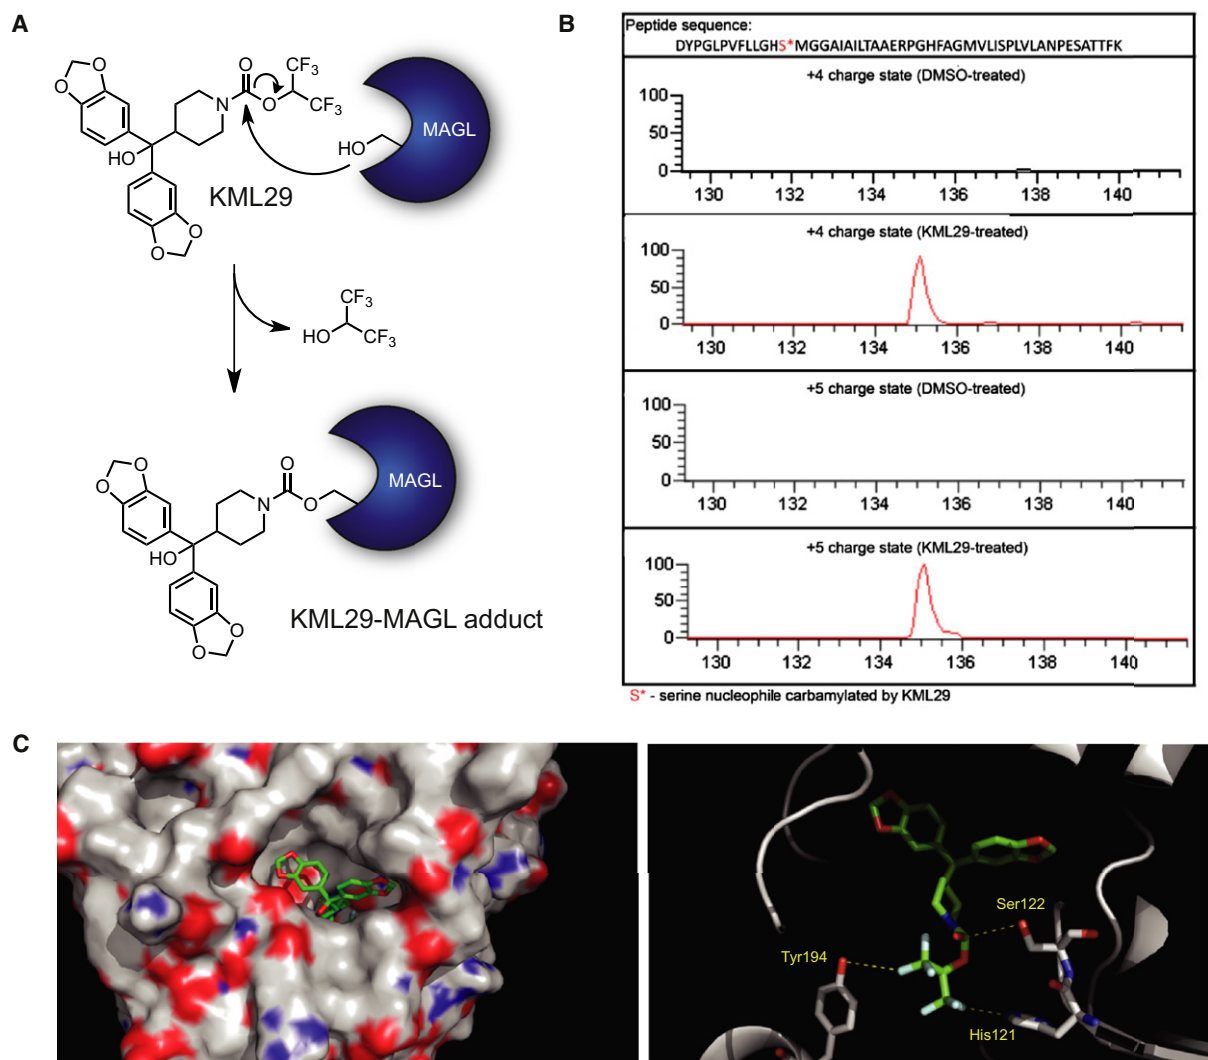 A
O
CF3
O
N
O
CF3
O
HO
MAGL
HO
KML29
O
O
CF3
HO
CF3
O
O
O
N
O
MAGL
HO
O
O
KML29-MAGL adduct
B
Peptide sequence:
DYPGLPVFLLGHS*MGGAIAILTAAERPGHFAGMVLISPLVLANPESATTFK
+4 charge state (DMSO-treated)
100
50
0
130 132 134 136 138 140
+4 charge state (KML29-treated)
100
50
0
130 132 134 136 138 140
+5 charge state (DMSO-treated)
100
50
0
130 132 134 136 138 140
+5 charge state (KML29-treated)
100
50
0
130 132 134 136 138 140
S* - serine nucleophile carbamylated by KML29
C
Ser122
Tyr194
His121